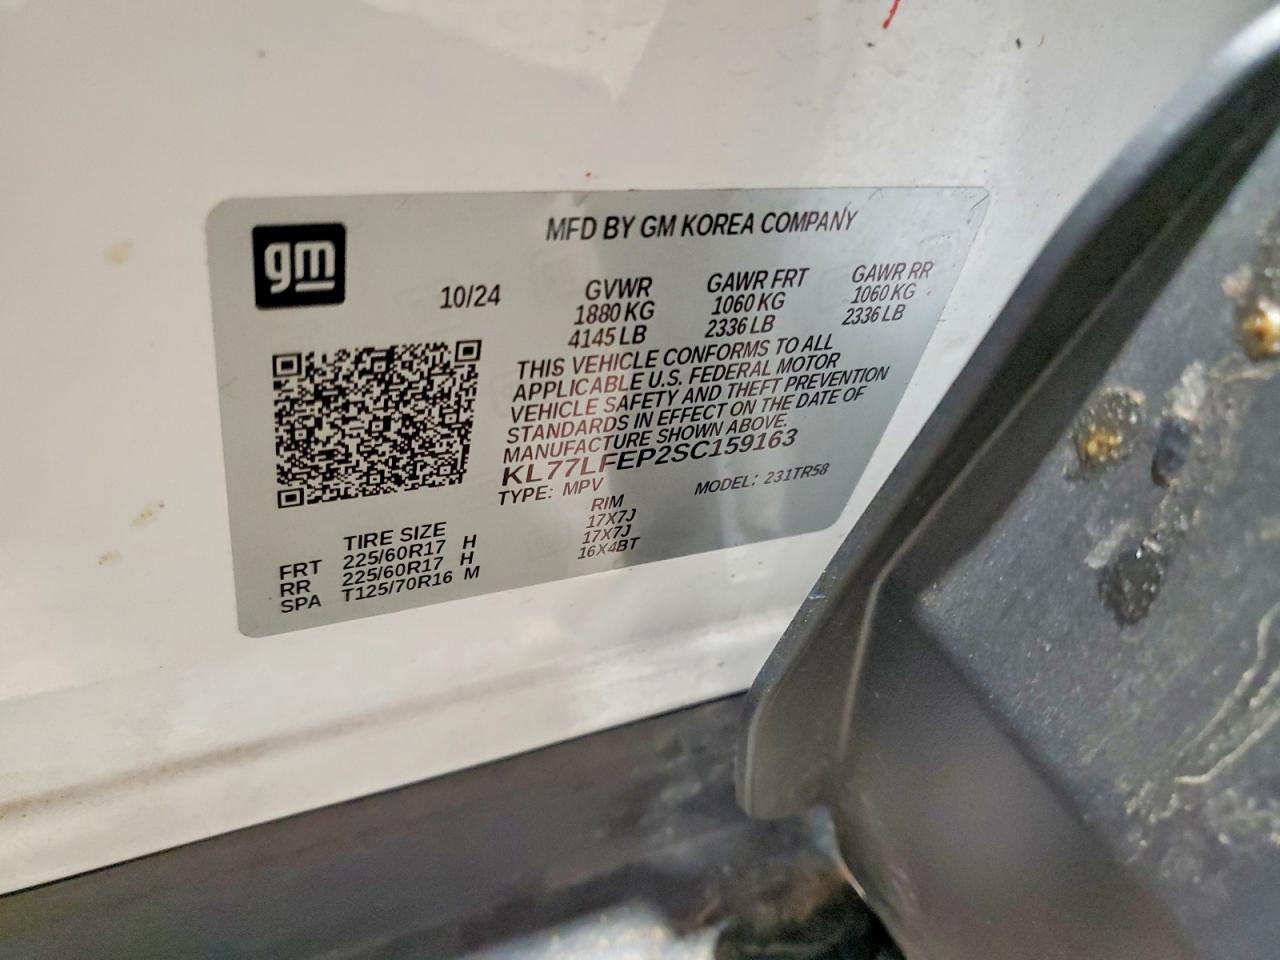 gm
MFD BY GM KOREA COMPANY
10/24
GVWR GAWR FRT GAWR RR
1880 KG 1060 KG 1060 KG
4145 LB 2336 LB 2336 LB
THIS VEHICLE CONFORMS TO ALL
APPLICABLE U.S. FEDERAL MOTOR
VEHICLE SAFETY AND THEFT PREVENTION
STANDARDS IN EFFECT ON THE DATE OF
MANUFACTURE SHOWN ABOVE.
KL77LFEP2SC159163
TYPE: MPV MODEL: 231TR58
TIRE SIZE RIM
FRT 225/60R17 H 17X7J
RR 225/60R17 H 17X7J
SPA T125/70R16 M 16X4BT